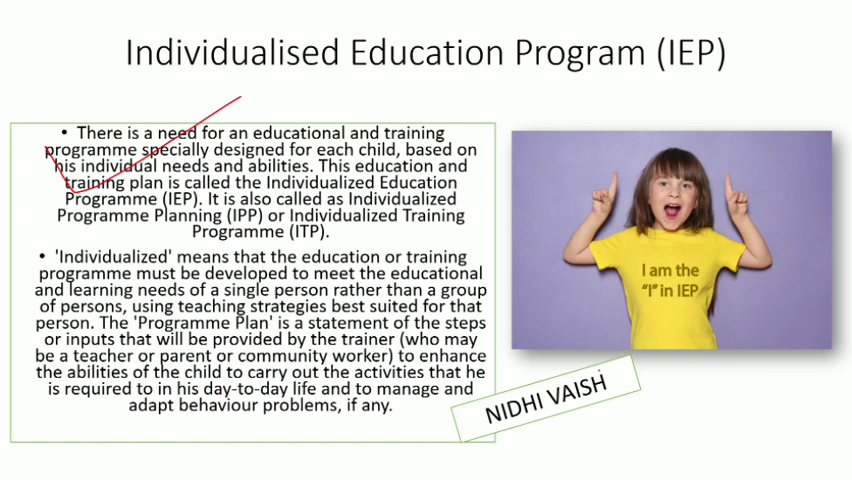 Individualised Education Program (IEP)
• There is a need for an educational and training
programme specially designed for each child, based on
his individual needs and abilities. This education and
training plan is called the Individualized Education
Programme (IEP). It is also called as Individualized
Programme Planning (IPP) or Individualized Training
Programme (ITP).
• 'Individualized' means that the education or training
programme must be developed to meet the educational
and learning needs of a single person rather than a group
of persons, using teaching strategies best suited for that
person. The 'Programme Plan' is a statement of the steps
or inputs that will be provided by the trainer (who may
be a teacher or parent or community worker) to enhance
the abilities of the child to carry out the activities that he
is required to in his day-to-day life and to manage and
adapt behaviour problems, if any.
I am the
"I" in IEP
NIDHI VAISH